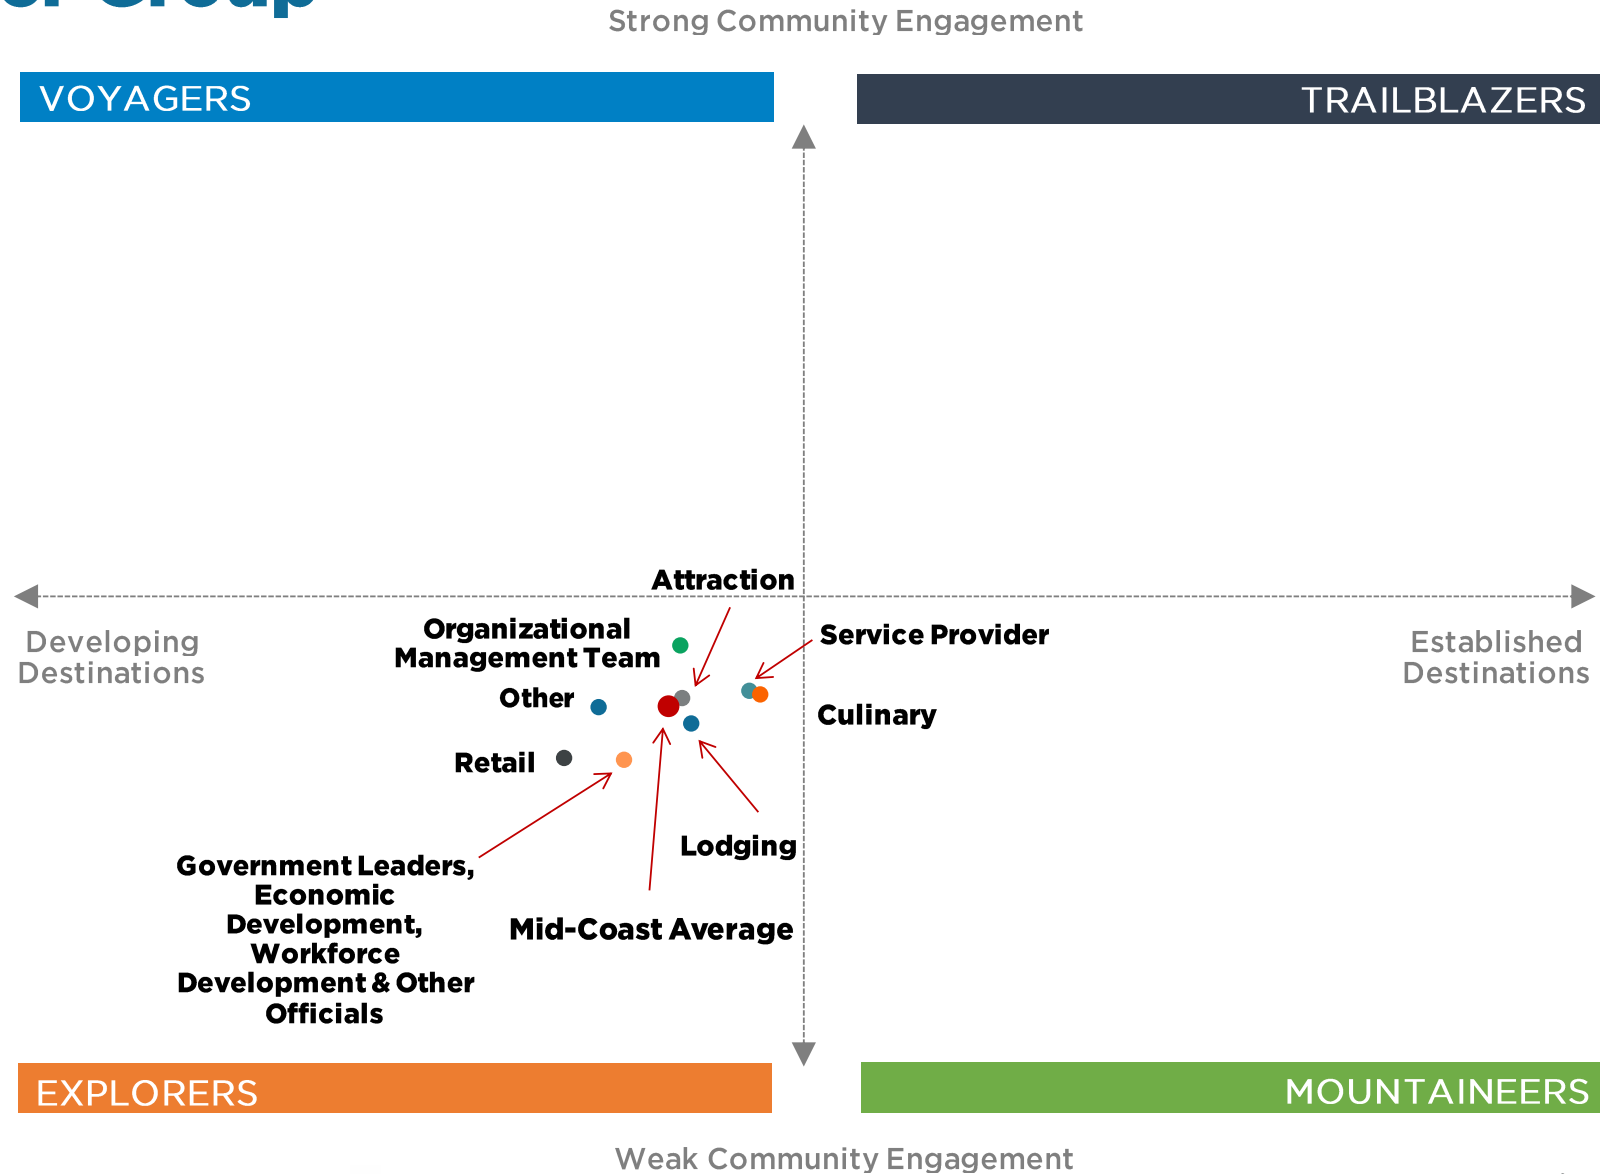 Group
Strong Community Engagement
VOYAGERS
TRAILBLAZERS
Attraction
Developing
Destinations
Organizational
Management Team
Service Provider
Established
Destinations
Other
Culinary
Retail
Lodging
Government Leaders,
Economic
Development,
Workforce
Development & Other
Officials
Mid-Coast Average
EXPLORERS
MOUNTAINEERS
Weak Community Engagement